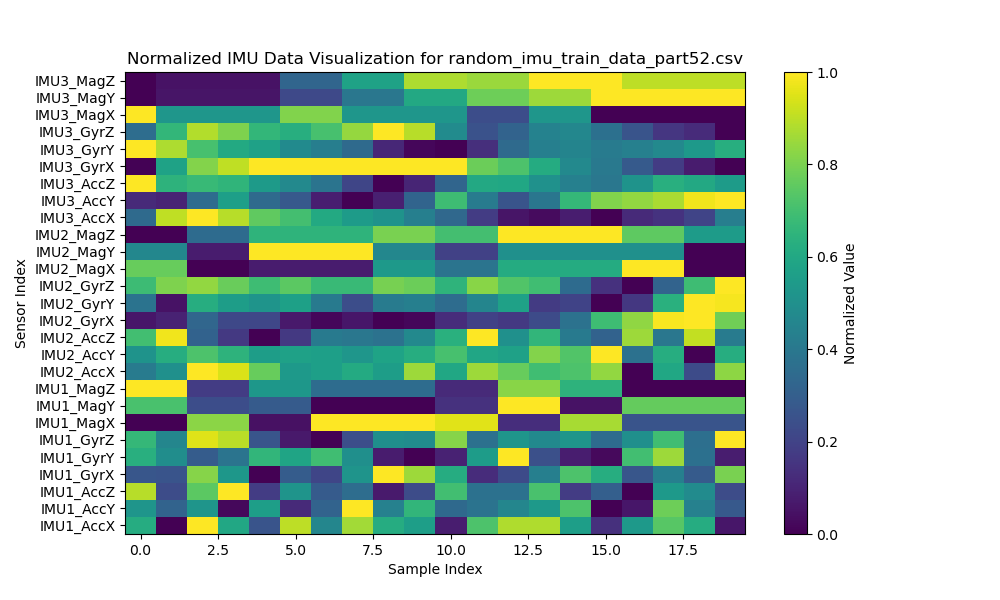 Normalized IMU Data Visualization for random_imu_train_data_part52.csv
IMU3_MagZ
IMU3_MagY
IMU3_MagX
IMU3_GyrZ
IMU3_GyrY
IMU3_GyrX
IMU3_AccZ
IMU3_AccY
IMU3_AccX
IMU2_MagZ
IMU2_MagY
IMU2_MagX
IMU2_GyrZ
IMU2_GyrY
IMU2_GyrX
IMU2_AccZ
IMU2_AccY
IMU2_AccX
IMU1_MagZ
IMU1_MagY
IMU1_MagX
IMU1_GyrZ
IMU1_GyrY
IMU1_GyrX
IMU1_AccZ
IMU1_AccY
IMU1_AccX
Sensor Index
0.0 2.5 5.0 7.5 10.0 12.5 15.0 17.5
Sample Index
1.0
0.8
0.6
0.4
0.2
0.0
Normalized Value